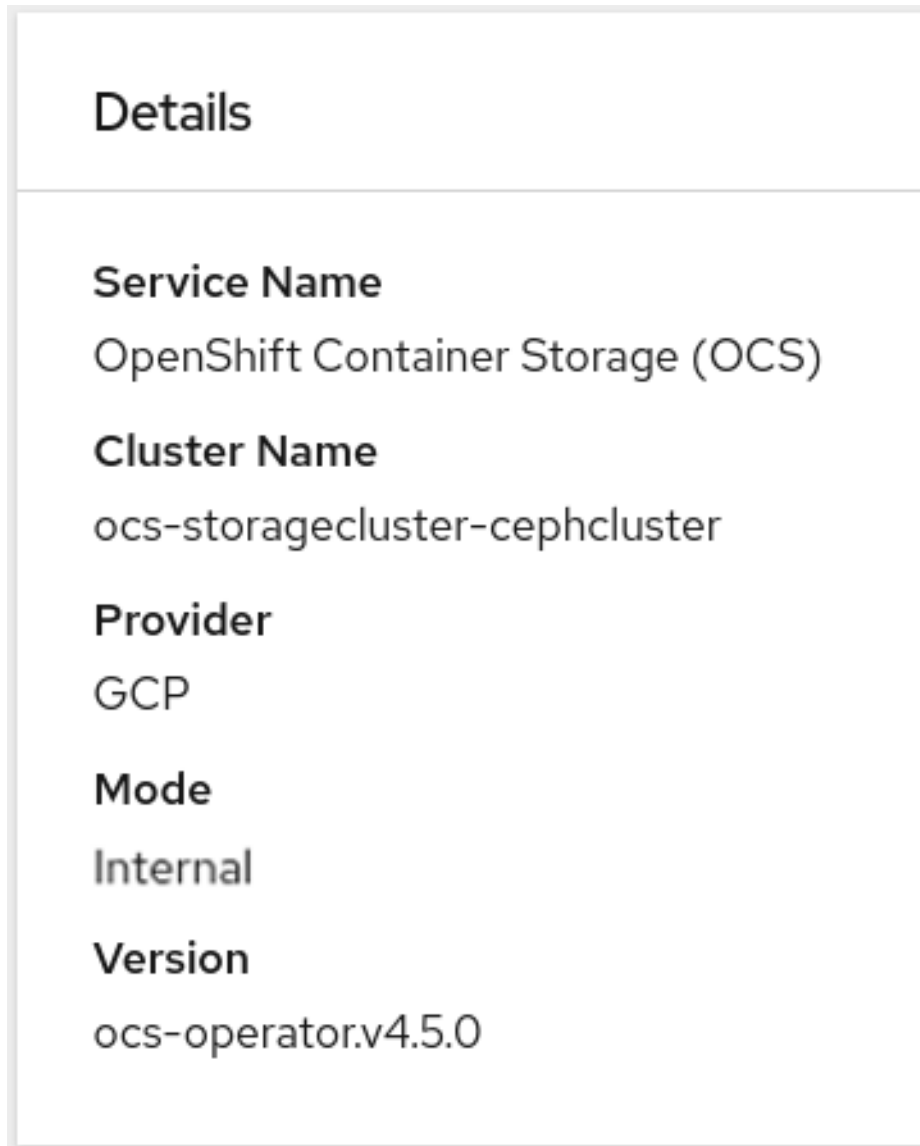 Details
Service Name
OpenShift Container Storage (OCS)
Cluster Name
ocs-storagecluster-cephcluster
Provider
GCP
Mode
Internal
Version
ocs-operator.v4.5.0